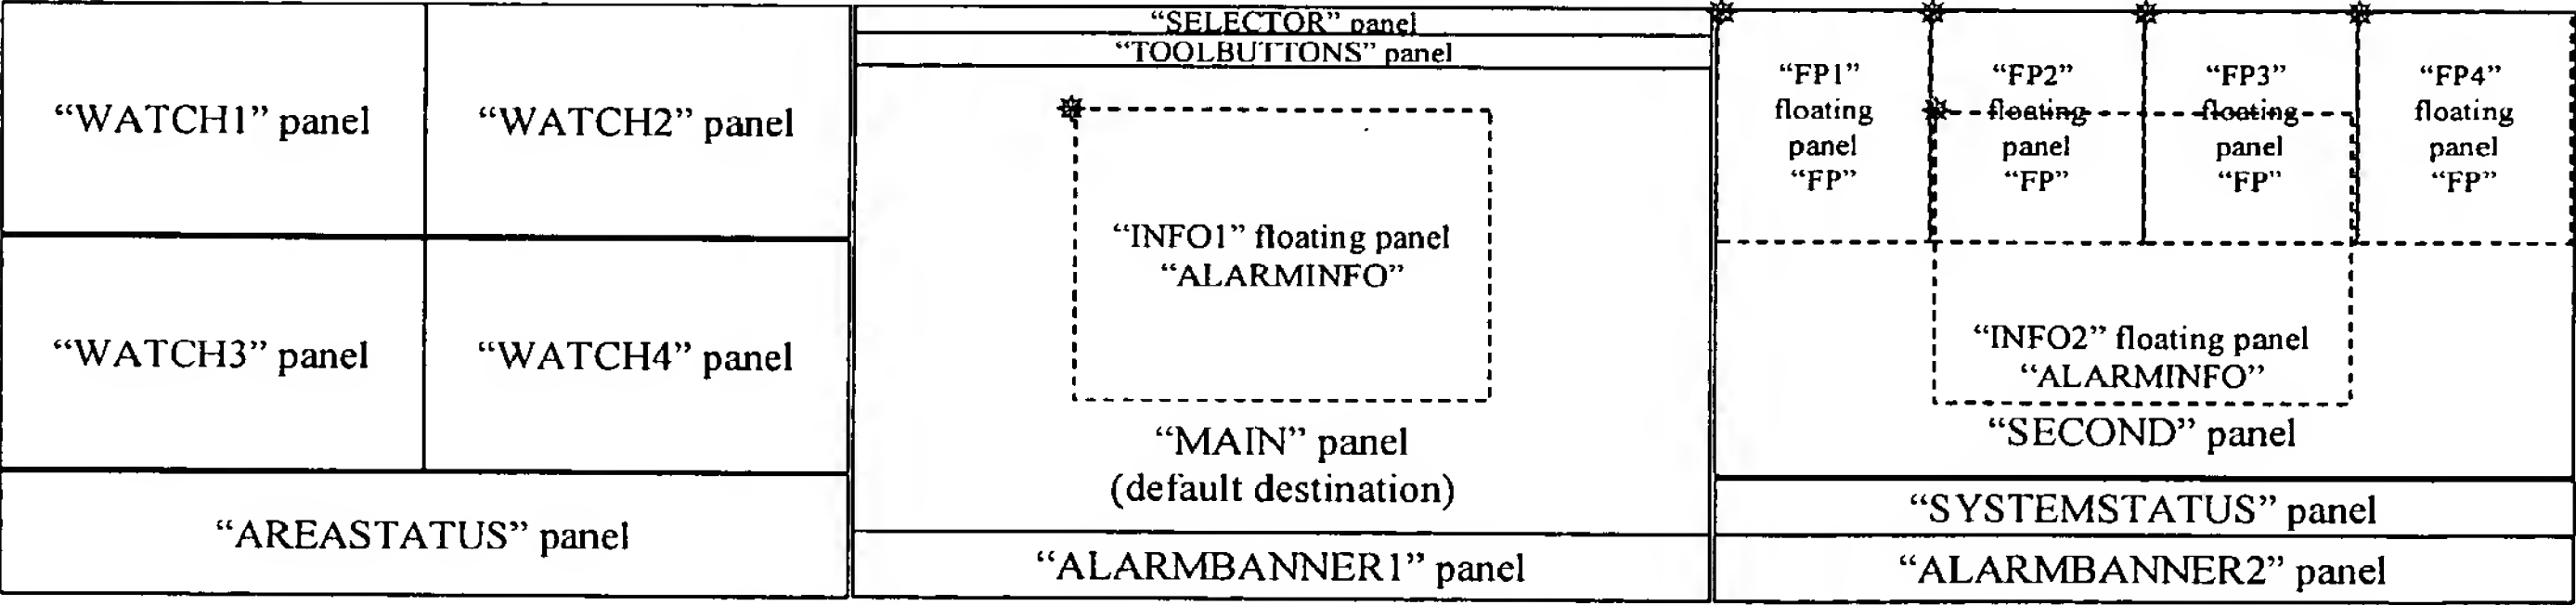 “WATCH1” panel
“WATCH2” panel
“WATCH3” panel
“WATCH4” panel
“AREASTATUS” panel
“SELECTOR” panel
“TOOLBUTTONS” panel
“INFO1” floating panel
“ALARMINFO”
“MAIN” panel
(default destination)
“ALARMBANNER1” panel
“FP1”
floating
panel
“FP”
“FP2”
floating
panel
“FP”
“FP3”
floating
panel
“FP”
“FP4”
floating
panel
“FP”
“INFO2” floating panel
“ALARMINFO”
“SECOND” panel
“SYSTEMSTATUS” panel
“ALARMBANNER2” panel